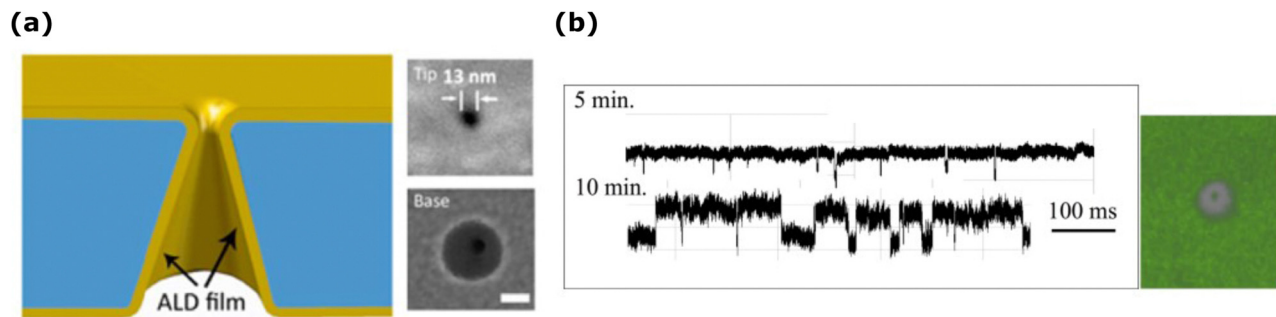 (a)
(b)
Tip
13 nm
Base
ALD film
5 min.
10 min.
100 ms